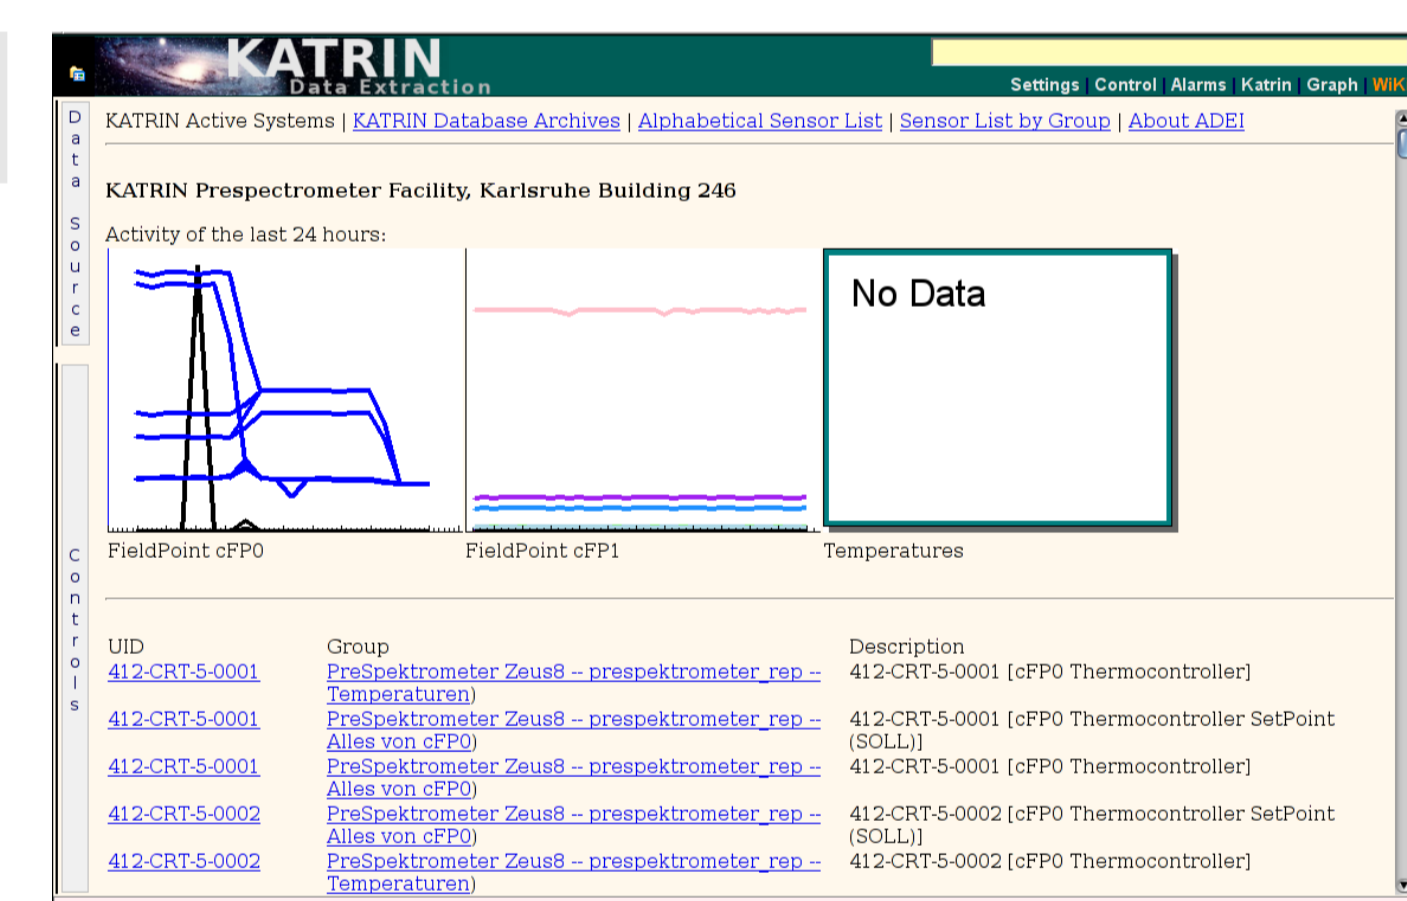 KATRIN
Data Extraction
Settings | Control | Alarms | Katrin | Graph | WiK
Data Source
Controls
KATRIN Active Systems | KATRIN Database Archives | Alphabetical Sensor List | Sensor List by Group | About ADEI
KATRIN Prespectrometer Facility, Karlsruhe Building 246
Activity of the last 24 hours:
No Data
FieldPoint cFP0 FieldPoint cFP1 Temperatures
UID Group Description
412-CRT-5-0001 PreSpektrometer Zeus8 -- prespektrometer_rep -- 412-CRT-5-0001 [cFP0 Thermocontroller]
Temperaturen)
412-CRT-5-0001 PreSpektrometer Zeus8 -- prespektrometer_rep -- 412-CRT-5-0001 [cFP0 Thermocontroller SetPoint
Alles von cFP0) (SOLL)]
412-CRT-5-0001 PreSpektrometer Zeus8 -- prespektrometer_rep -- 412-CRT-5-0001 [cFP0 Thermocontroller]
Alles von cFP0)
412-CRT-5-0002 PreSpektrometer Zeus8 -- prespektrometer_rep -- 412-CRT-5-0002 [cFP0 Thermocontroller SetPoint
Alles von cFP0) (SOLL)]
412-CRT-5-0002 PreSpektrometer Zeus8 -- prespektrometer_rep -- 412-CRT-5-0002 [cFP0 Thermocontroller]
Temperaturen)